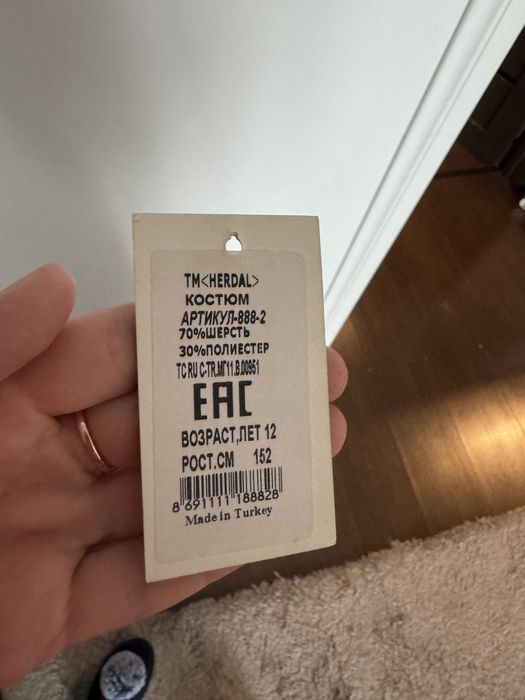 TM<HERDAL>
КОСТЮМ
АРТИКУЛ-888-2
70%ШЕРСТЬ
30%ПОЛИЕСТЕР
TC RU C-TR.МГ11.В.00351
EAC
ВОЗРАСТ,ЛЕТ 12
РОСТ.СМ 152
8 691111 188828
Made in Turkey